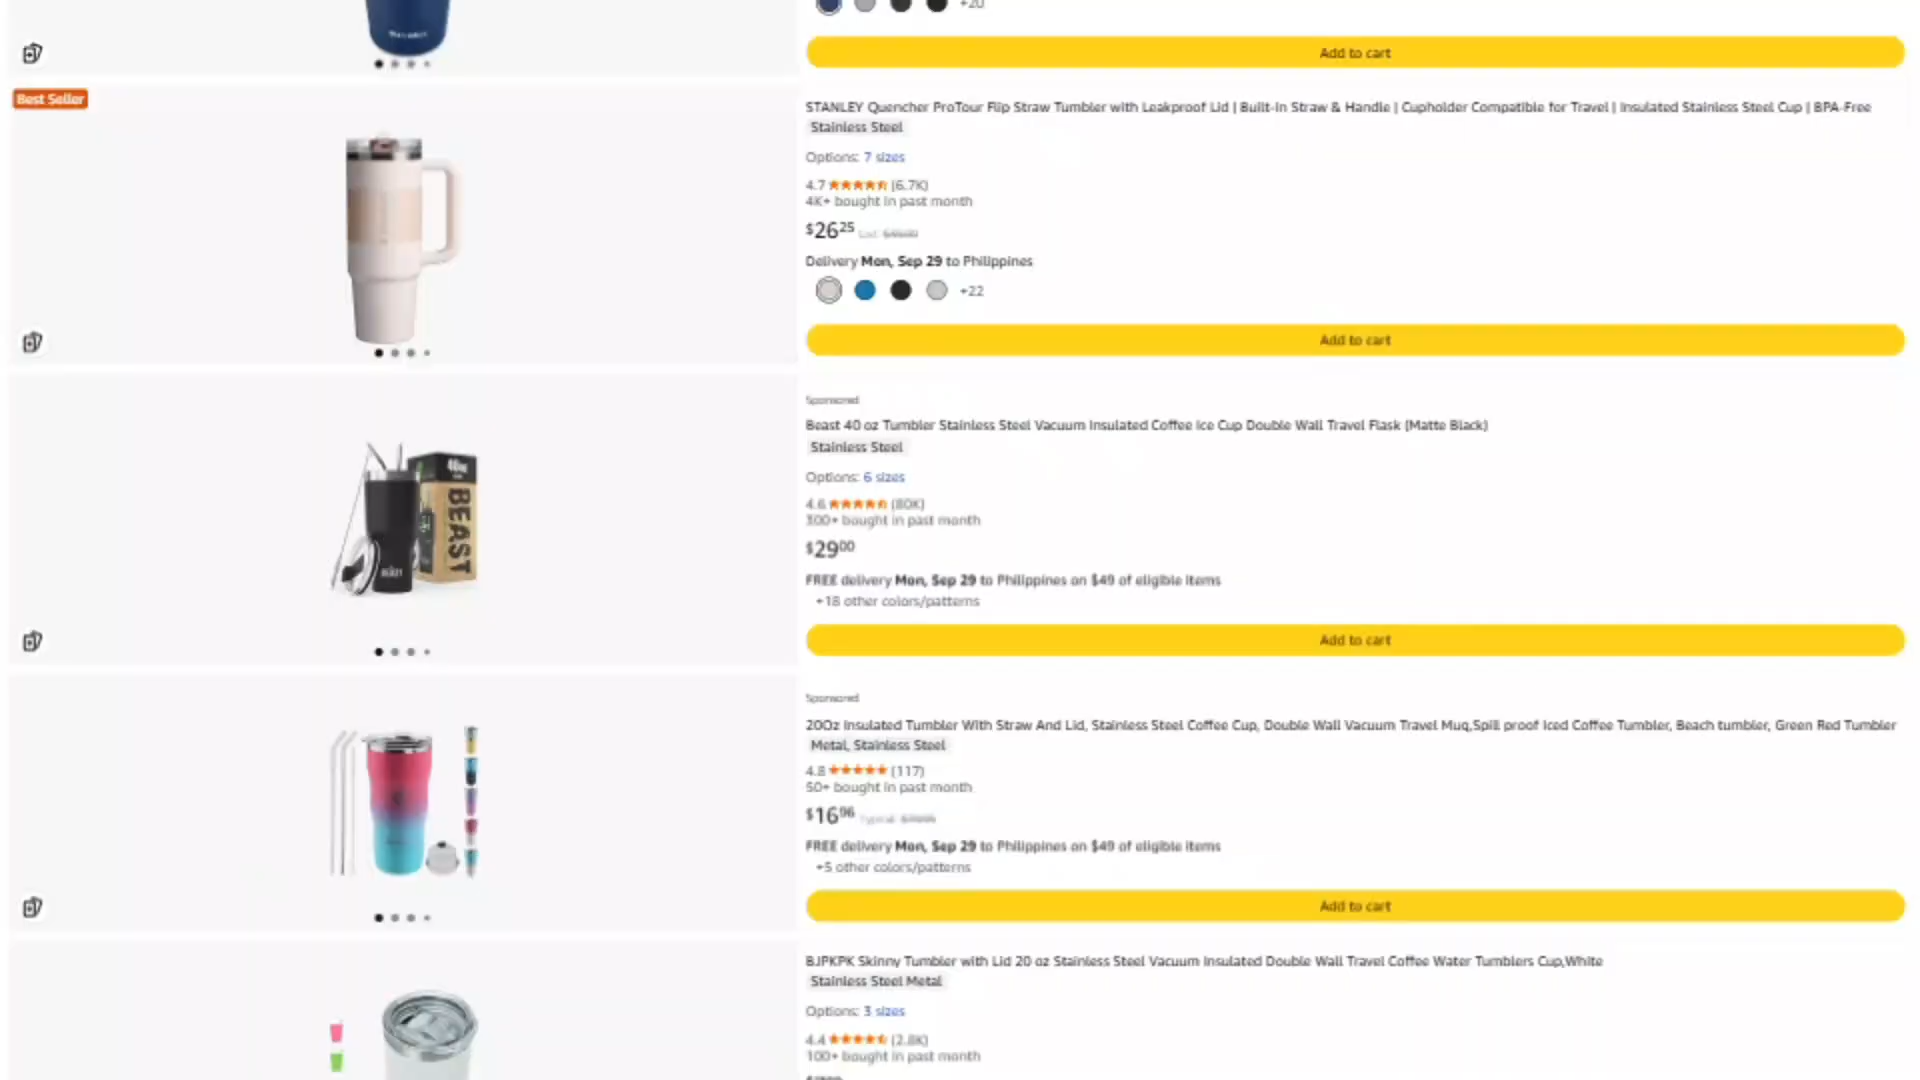 +20
Add to cart
Best Seller
STANLEY Quencher ProTour Flip Straw Tumbler with Leakproof Lid | Built-In Straw & Handle | Cupholder Compatible for Travel | Insulated Stainless Steel Cup | BPA-Free
Stainless Steel
Options: 7 sizes
4.7 (6.7K)
4K+ bought in past month
$26.25 List:
Delivery Mon, Sep 29 to Philippines
+22
Add to cart
Sponsored
Beast 40 oz Tumbler Stainless Steel Vacuum Insulated Coffee Ice Cup Double Wall Travel Flask (Matte Black)
Stainless Steel
Options: 6 sizes
4.6 (80K)
300+ bought in past month
$29.00
FREE delivery Mon, Sep 29 to Philippines on $49 of eligible items
+18 other colors/patterns
Add to cart
BEAST
Sponsored
20Oz Insulated Tumbler With Straw And Lid, Stainless Steel Coffee Cup, Double Wall Vacuum Travel Mug,Spill proof Iced Coffee Tumbler, Beach tumbler, Green Red Tumbler
Metal, Stainless Steel
4.8 (117)
50+ bought in past month
$16.96 Typical:
FREE delivery Mon, Sep 29 to Philippines on $49 of eligible items
+5 other colors/patterns
Add to cart
BJPKPK Skinny Tumbler with Lid 20 oz Stainless Steel Vacuum Insulated Double Wall Travel Coffee Water Tumblers Cup,White
Stainless Steel Metal
Options: 3 sizes
4.4 (2.8K)
100+ bought in past month